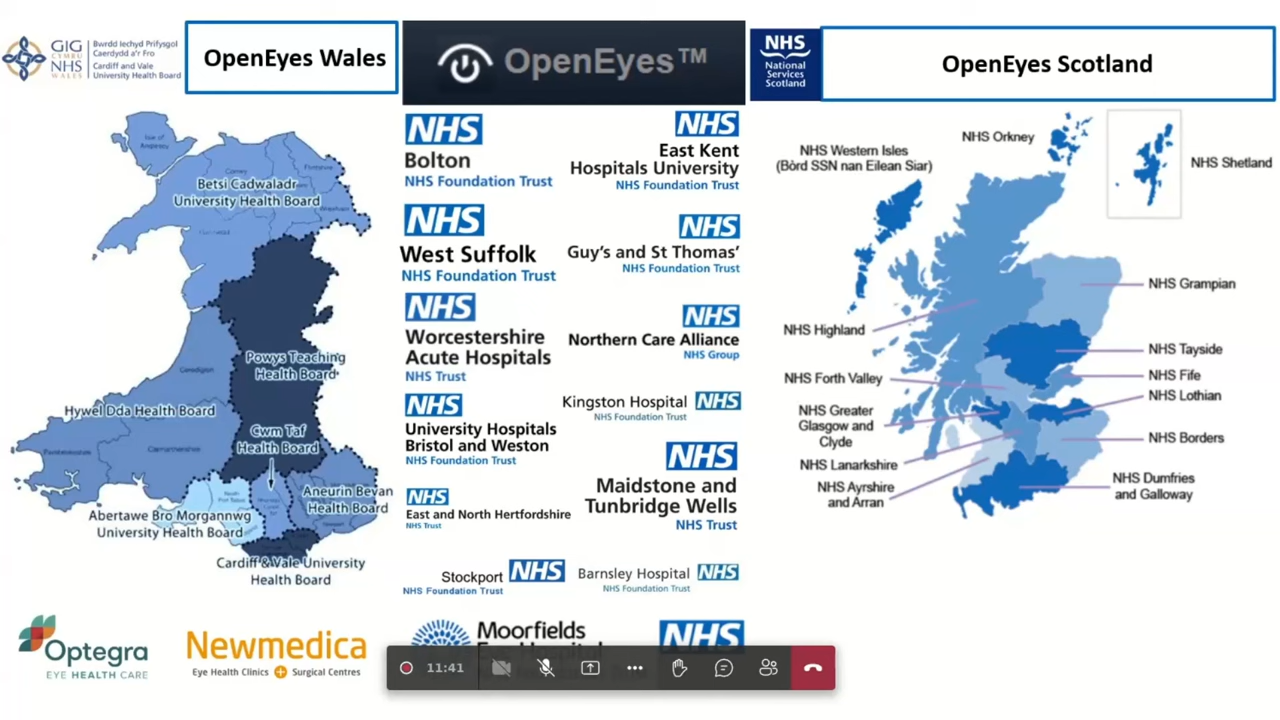 GIG
CYMRU
NHS
WALES
Bwrdd Iechyd Prifysgol
Caerdydd a'r Fro
Cardiff and Vale
University Health Board
OpenEyes Wales
OpenEyes™
NHS
National
Services
Scotland
OpenEyes Scotland
Isle of
Anglesey
Conwy
Flintshire
Betsi Cadwaladr
University Health Board
Wrexham
Gwynedd
Powys Teaching
Health Board
Ceredigion
Hywel Dda Health Board
Cwm Taf
Health Board
Pembrokeshire
Carmarthenshire
Aneurin Bevan
Health Board
Abertawe Bro Morgannwg
University Health Board
Cardiff & Vale University
Health Board
NHS
Bolton
NHS Foundation Trust
NHS
East Kent
Hospitals University
NHS Foundation Trust
NHS
West Suffolk
NHS Foundation Trust
NHS
Guy's and St Thomas'
NHS Foundation Trust
NHS
Worcestershire
Acute Hospitals
NHS Trust
NHS
Northern Care Alliance
NHS Group
NHS
University Hospitals
Bristol and Weston
NHS Foundation Trust
Kingston Hospital NHS
NHS Foundation Trust
NHS
East and North Hertfordshire
NHS Trust
NHS
Maidstone and
Tunbridge Wells
NHS Trust
Stockport NHS
NHS Foundation Trust
Barnsley Hospital NHS
NHS Foundation Trust
Moorfields
NHS
NHS Orkney
NHS Western Isles
(Bòrd SSN nan Eilean Siar)
NHS Shetland
NHS Grampian
NHS Highland
NHS Tayside
NHS Forth Valley
NHS Fife
NHS Lothian
NHS Greater
Glasgow and
Clyde
NHS Borders
NHS Lanarkshire
NHS Ayrshire
and Arran
NHS Dumfries
and Galloway
Optegra
EYE HEALTH CARE
Newmedica
Eye Health Clinics + Surgical Centres
11:41